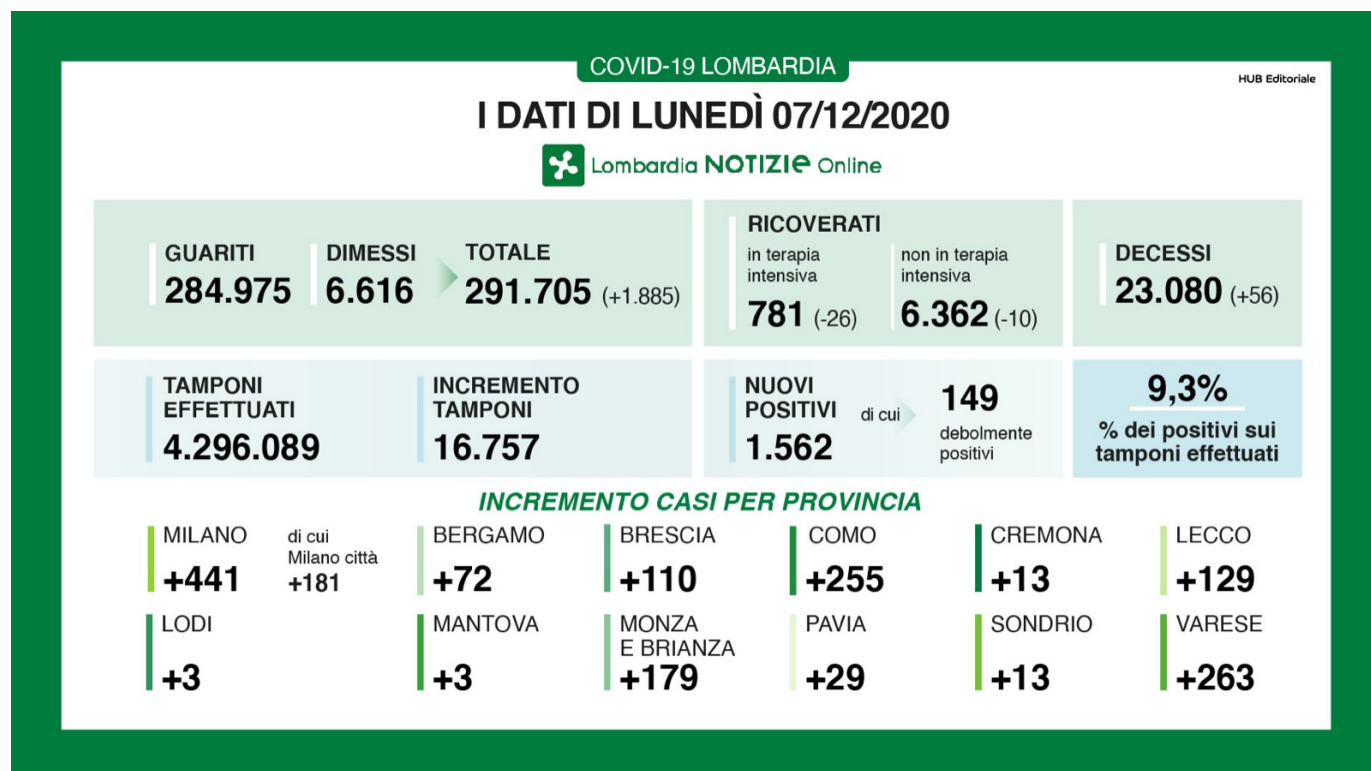 COVID-19 LOMBARDIA
HUB Editoriale
I DATI DI LUNEDÌ 07/12/2020
Lombardia NOTIZIE Online
GUARITI
284.975
DIMESSI
6.616
TOTALE
291.705 (+1.885)
RICOVERATI
in terapia
intensiva
781 (-26)
non in terapia
intensiva
6.362 (-10)
DECESSI
23.080 (+56)
TAMPONI
EFFETTUATI
4.296.089
INCREMENTO
TAMPONI
16.757
NUOVI
POSITIVI
1.562
di cui
149
debolmente
positivi
9,3%
% dei positivi sui
tamponi effettuati
INCREMENTO CASI PER PROVINCIA
MILANO
+441
di cui
Milano città
+181
BERGAMO
+72
BRESCIA
+110
COMO
+255
CREMONA
+13
LECCO
+129
LODI
+3
MANTOVA
+3
MONZA
E BRIANZA
+179
PAVIA
+29
SONDRIO
+13
VARESE
+263